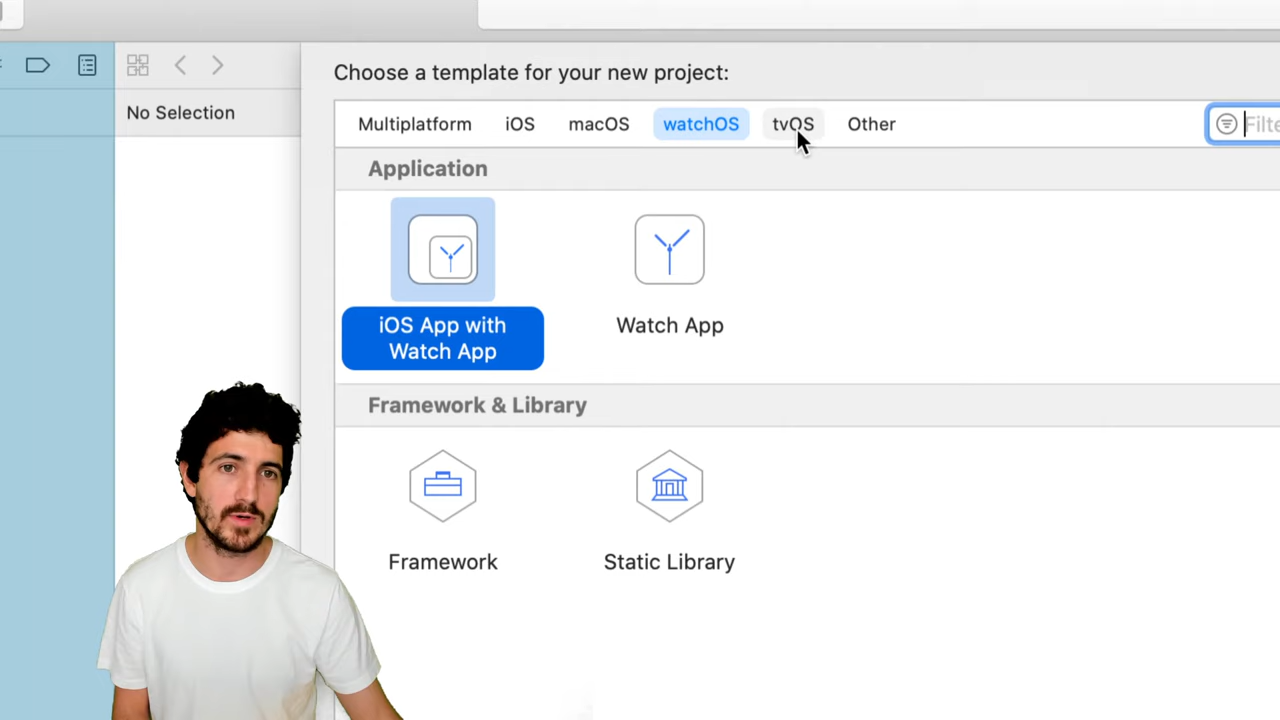 Choose a template for your new project:
No Selection
Multiplatform iOS macOS watchOS tvOS Other
Application
iOS App with
Watch App
Watch App
Framework & Library
Framework
Static Library